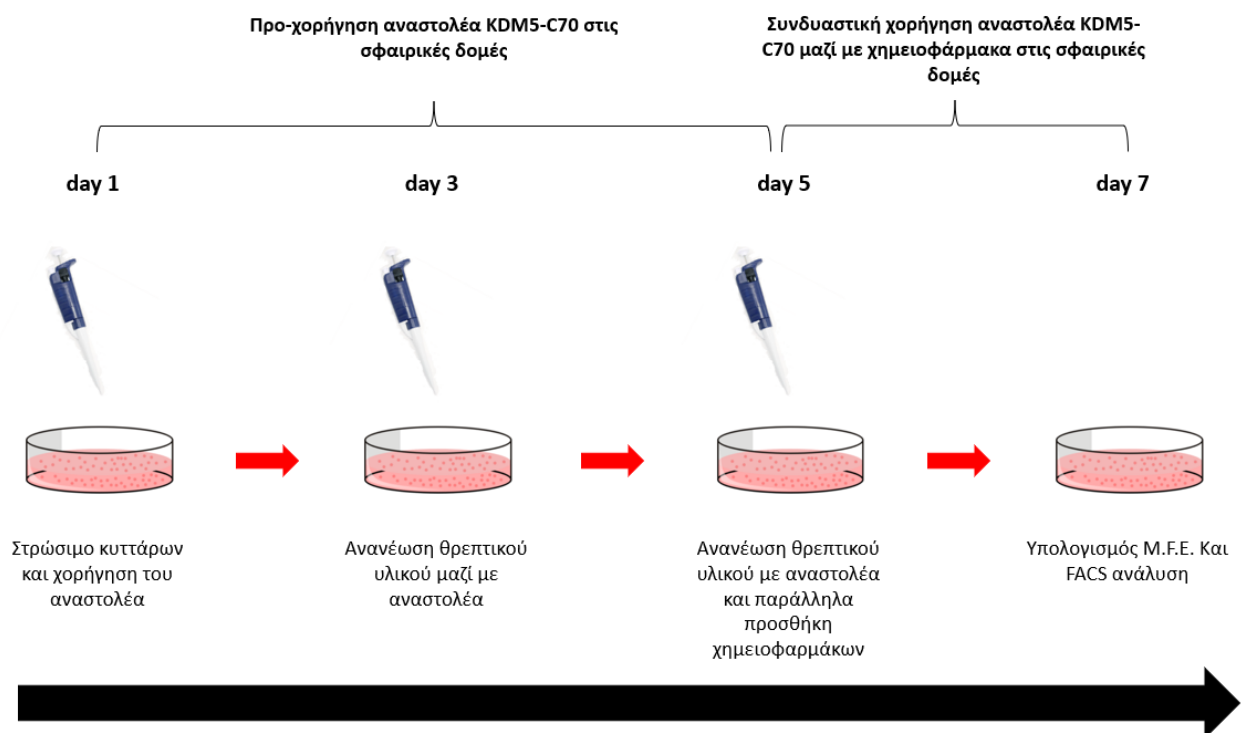 Προ-χορήγηση αναστολέα KDM5-C70 στις
σφαιρικές δομές
Συνδυαστική χορήγηση αναστολέα KDM5-
C70 μαζί με χημειοφάρμακα στις σφαιρικές
δομές
day 1
day 3
day 5
day 7
Στρώσιμο κυττάρων
και χορήγηση του
αναστολέα
Ανανέωση θρεπτικού
υλικού μαζί με
αναστολέα
Ανανέωση θρεπτικού
υλικού με αναστολέα
και παράλληλα
προσθήκη
χημειοφαρμάκων
Υπολογισμός M.F.E. Και
FACS ανάλυση